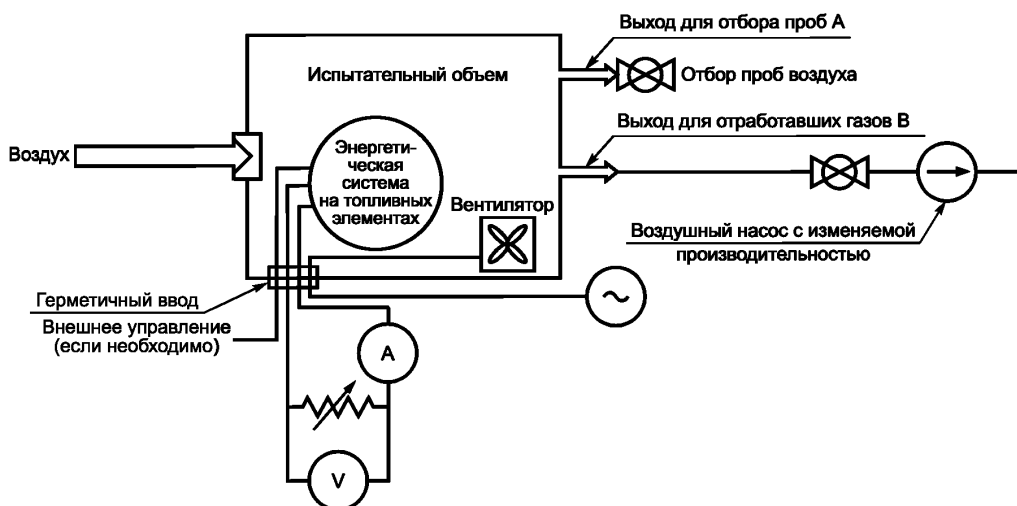 Выход для отбора проб А
Испытательный объем
Отбор проб воздуха
Выход для отработавших газов В
Воздух
Энергети-
ческая
система
на топливных
элементах
Вентилятор
Воздушный насос с изменяемой
производительностью
Герметичный ввод
Внешнее управление
(если необходимо)
~
A
V